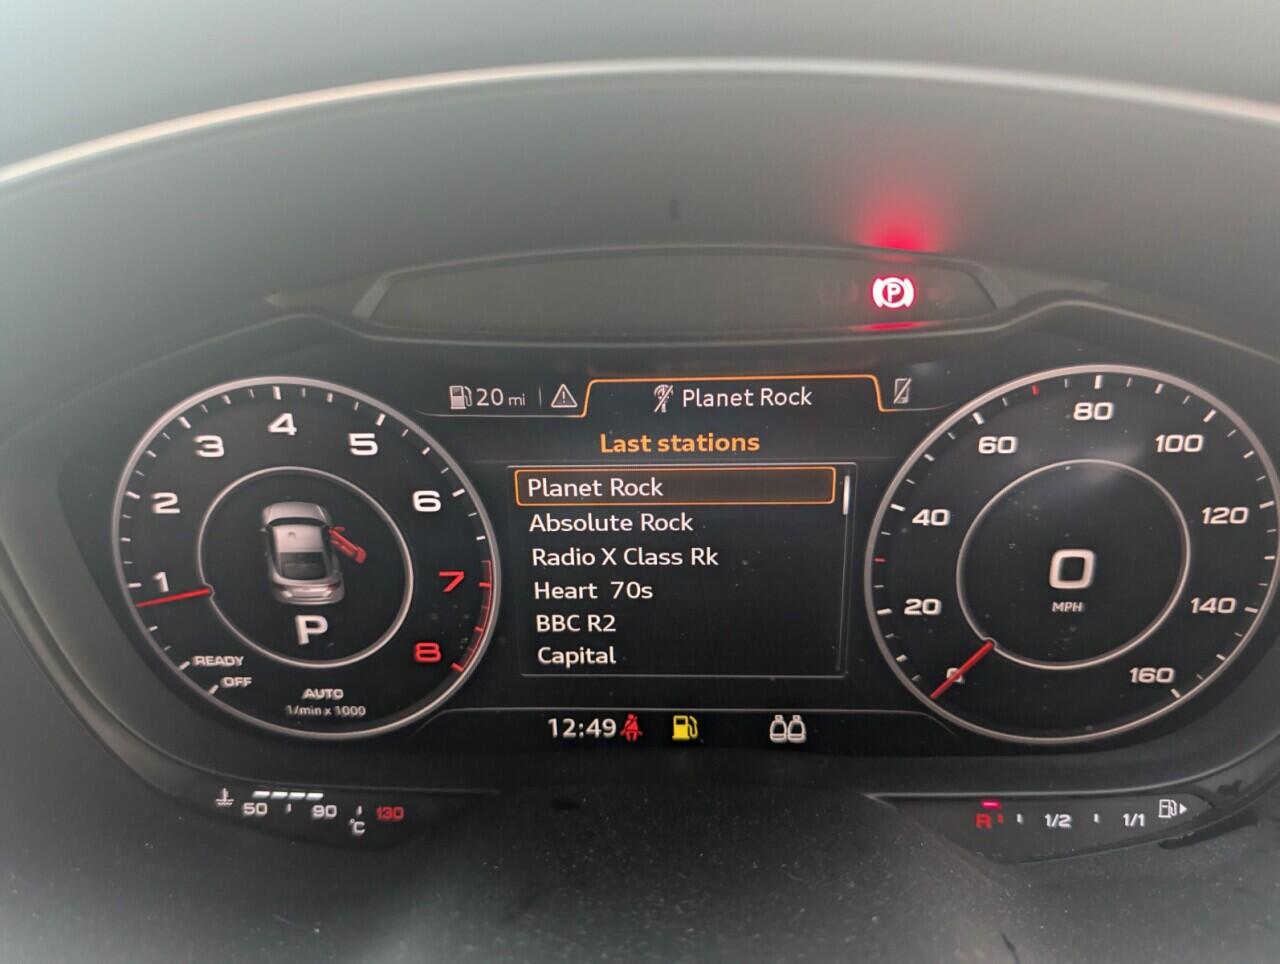 P
20 mi
Planet Rock
Last stations
Planet Rock
Absolute Rock
Radio X Class Rk
Heart 70s
BBC R2
Capital
12:49
1
2
3
4
5
6
7
8
P
READY
OFF
AUTO
1/min x 1000
0
20
40
60
80
100
120
140
160
0
MPH
50
90
130
°C
R
1/2
1/1